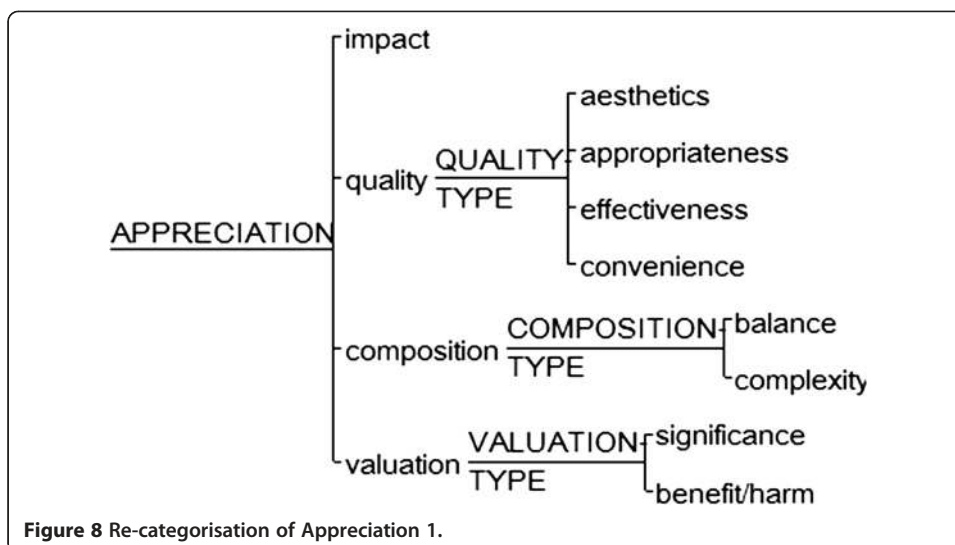 impact
aesthetics
QUALITY appropriateness
quality TYPE
effectiveness
convenience
APPRECIATION
COMPOSITION balance
composition TYPE
complexity
VALUATION significance
valuation TYPE
benefit/harm
Figure 8 Re-categorisation of Appreciation 1.